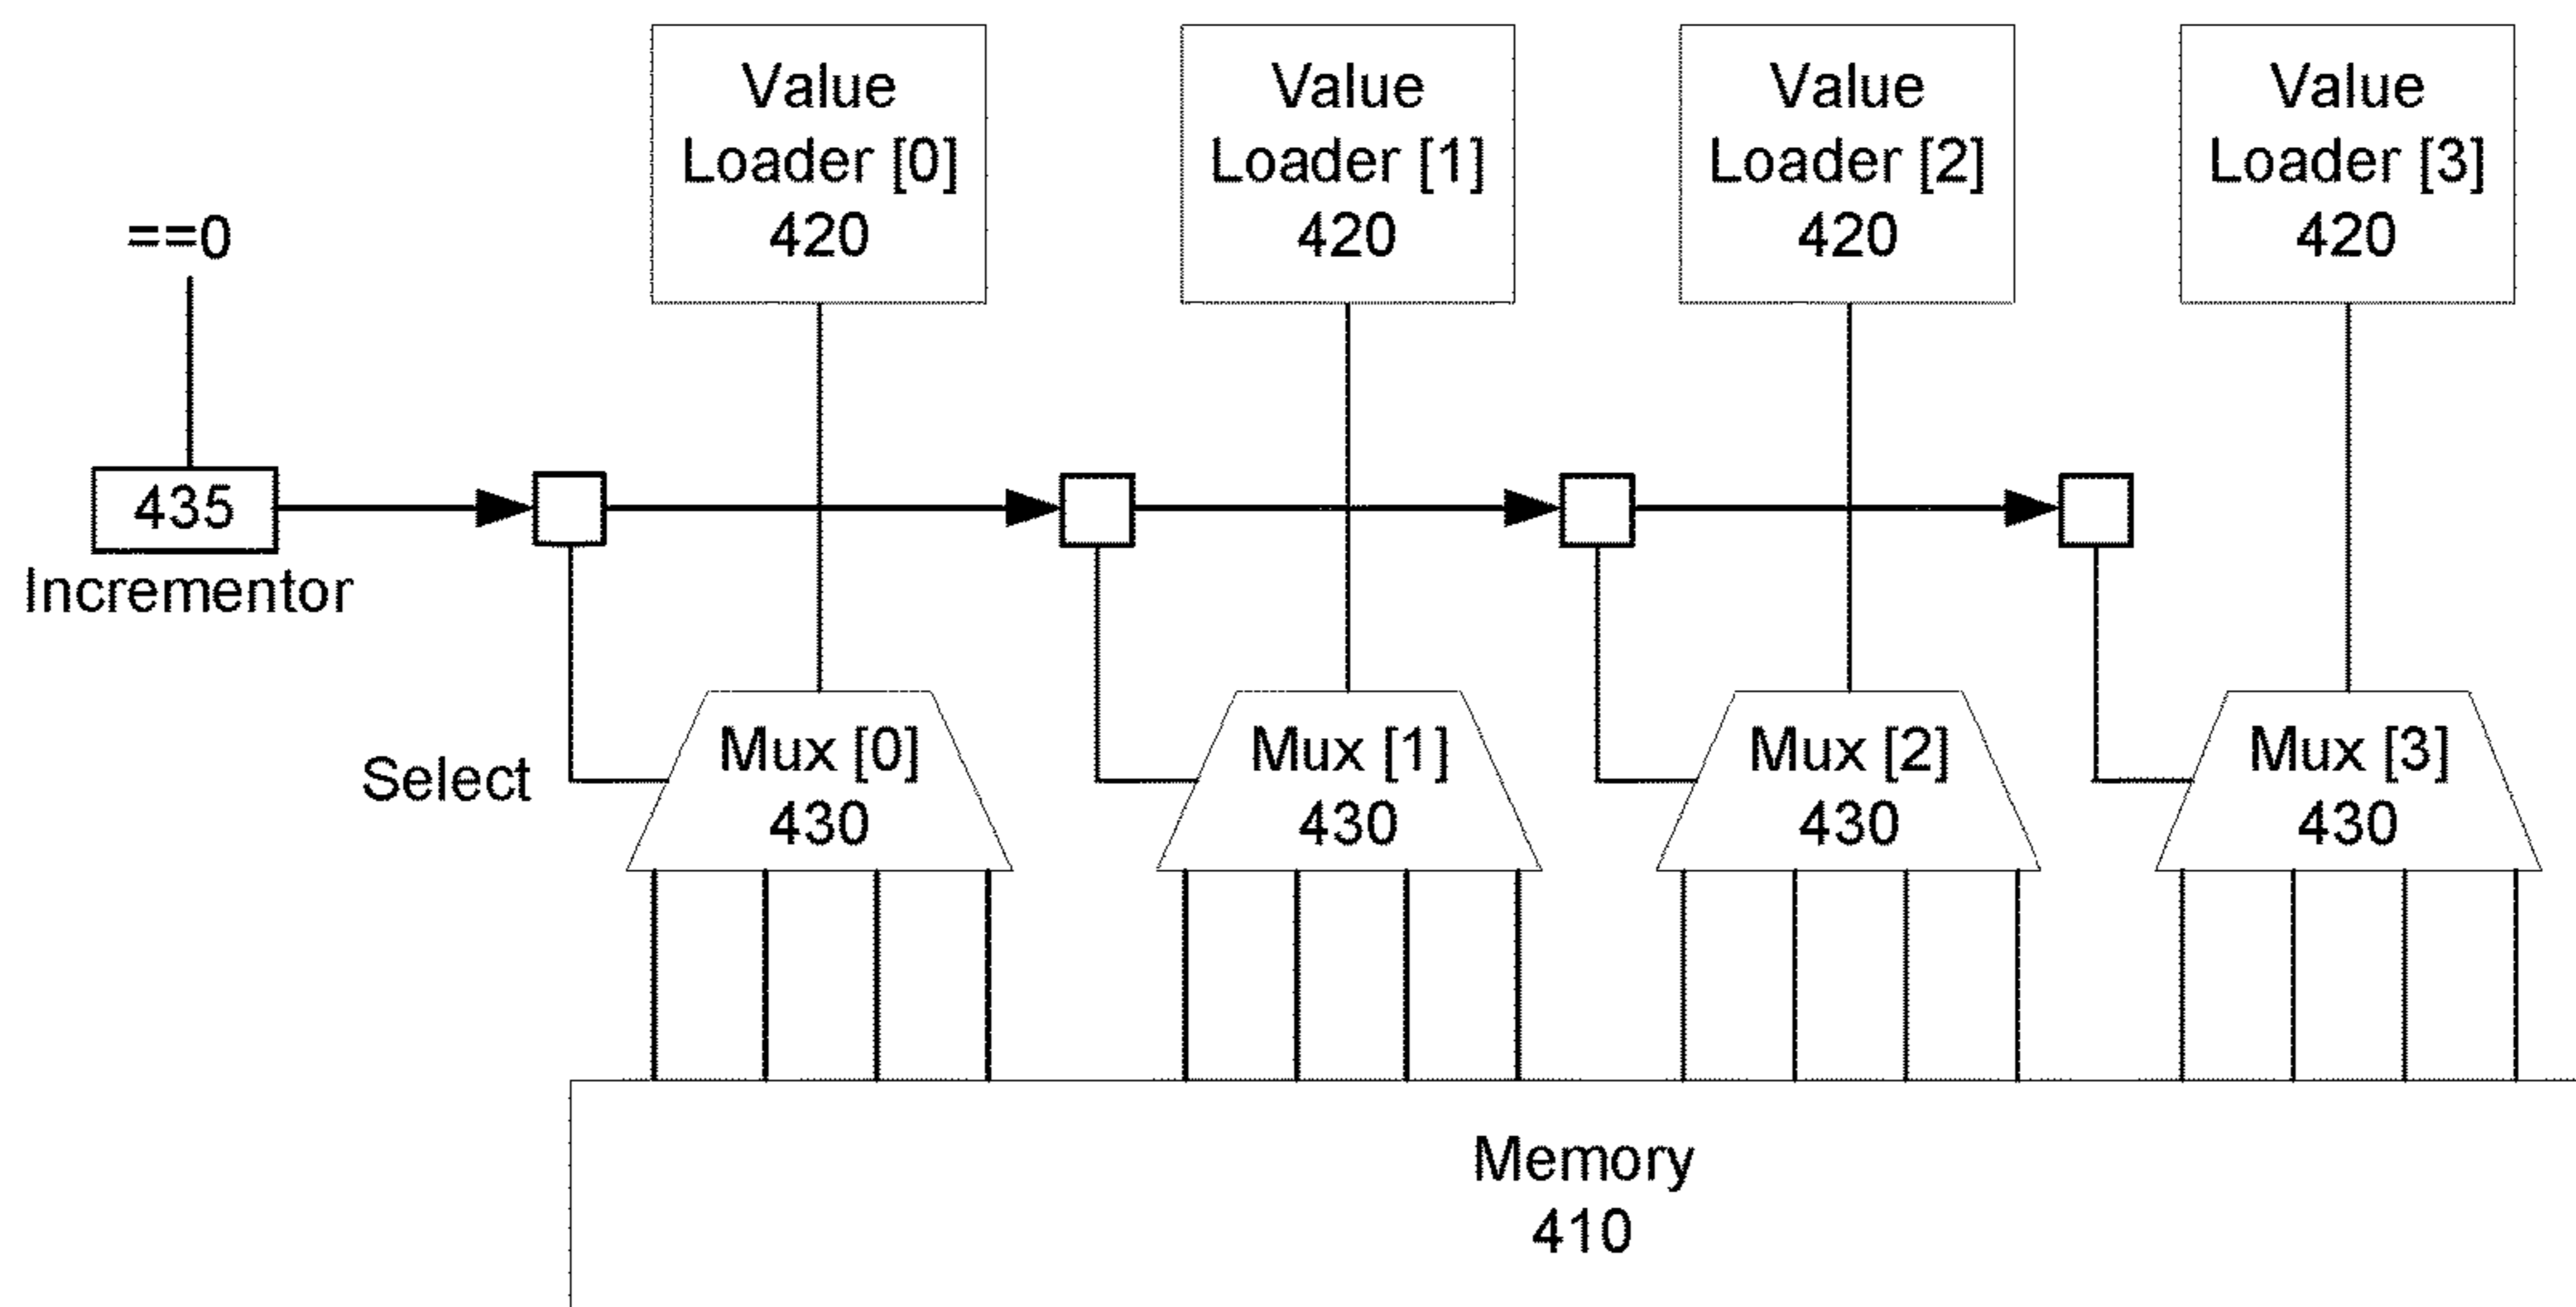 Value
Loader [0]
420
Value
Loader [1]
420
Value
Loader [2]
420
Value
Loader [3]
420
==0
435
Incrementor
Select
Mux [0]
430
Mux [1]
430
Mux [2]
430
Mux [3]
430
Memory
410